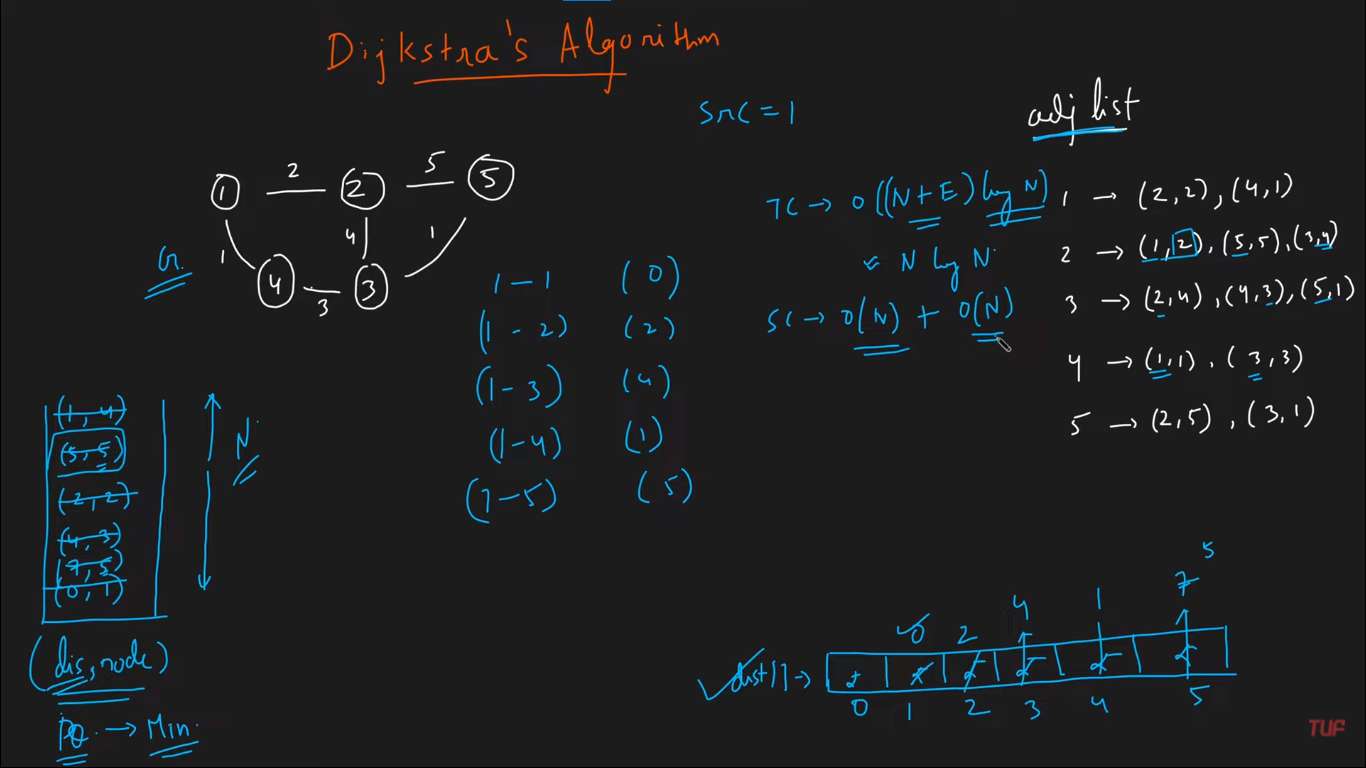 Dijkstra's Algorithm
src = 1
adj list
1 2 2 5 5
1 4 1
4 3 3
G
TC → O((N+E) log N)
≈ N log N
SC → O(N) + O(N)
1 → (2,2), (4,1)
2 → (1,2), (5,5), (3,4)
3 → (2,4), (4,3), (5,1)
4 → (1,1), (3,3)
5 → (2,5), (3,1)
1 - 1 (0)
(1 - 2) (2)
(1 - 3) (4)
(1 - 4) (1)
(1 - 5) (5)
(1, 4)
(5, 5)
(2, 2)
(4, 3)
(7, 5)
(0, 1)
N
(dis, node)
PQ → Min.
5
0 2 4 1 7
dist[] →
0 1 2 3 4 5
TUF